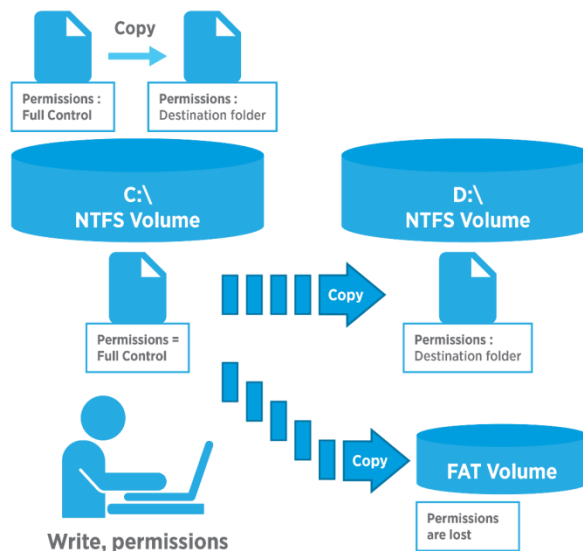 Copy
Permissions :
Full Control
Permissions :
Destination folder
C:\
NTFS Volume
D:\
NTFS Volume
Copy
Permissions =
Full Control
Permissions :
Destination folder
Copy
FAT Volume
Permissions
are lost
Write, permissions